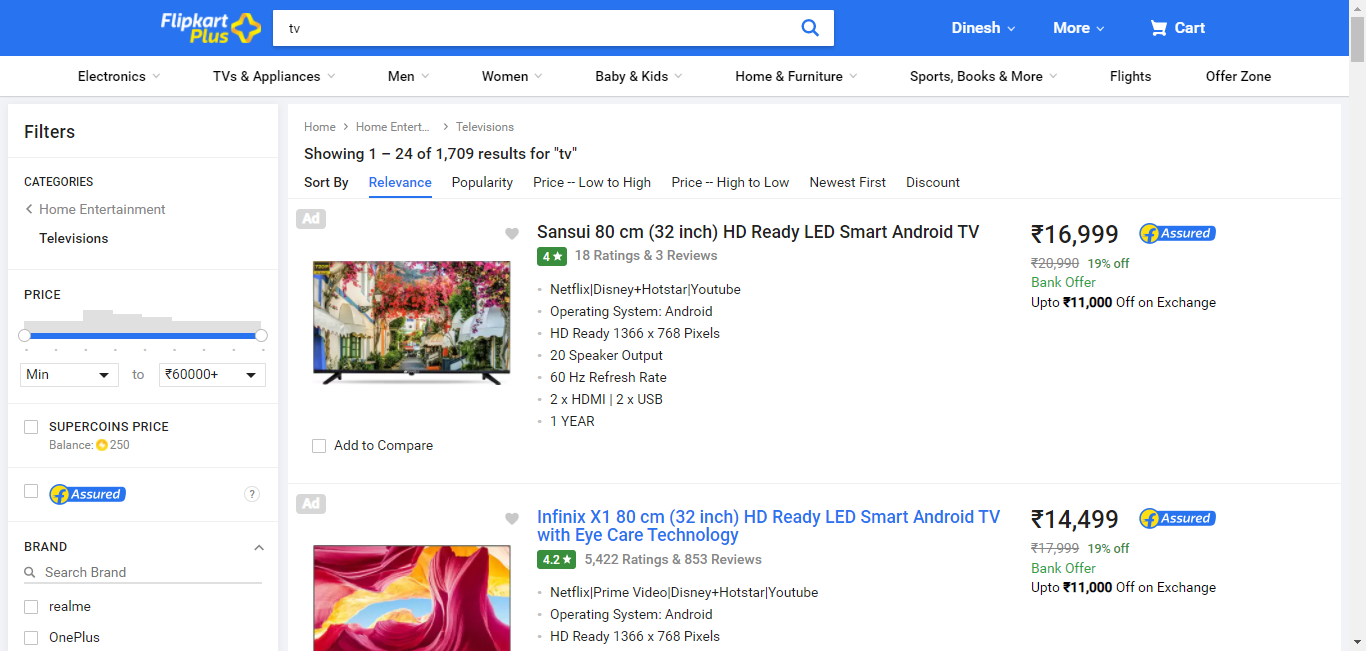 Flipkart
Plus
tv
Dinesh
More
Cart
Electronics
TVs & Appliances
Men
Women
Baby & Kids
Home & Furniture
Sports, Books & More
Flights
Offer Zone
Filters
CATEGORIES
Home Entertainment
Televisions
PRICE
Min
to
₹60000+
SUPERCOINS PRICE
Balance: 250
Assured
?
BRAND
Search Brand
realme
OnePlus
Home
Home Entert...
Televisions
Showing 1 – 24 of 1,709 results for "tv"
Sort By
Relevance
Popularity
Price -- Low to High
Price -- High to Low
Newest First
Discount
Ad
Add to Compare
Sansui 80 cm (32 inch) HD Ready LED Smart Android TV
4★ 18 Ratings & 3 Reviews
Netflix|Disney+Hotstar|Youtube
Operating System: Android
HD Ready 1366 x 768 Pixels
20 Speaker Output
60 Hz Refresh Rate
2 x HDMI | 2 x USB
1 YEAR
₹16,999
Assured
₹20,990 19% off
Bank Offer
Upto ₹11,000 Off on Exchange
Ad
Infinix X1 80 cm (32 inch) HD Ready LED Smart Android TV
with Eye Care Technology
4.2★ 5,422 Ratings & 853 Reviews
Netflix|Prime Video|Disney+Hotstar|Youtube
Operating System: Android
HD Ready 1366 x 768 Pixels
₹14,499
Assured
₹17,999 19% off
Bank Offer
Upto ₹11,000 Off on Exchange